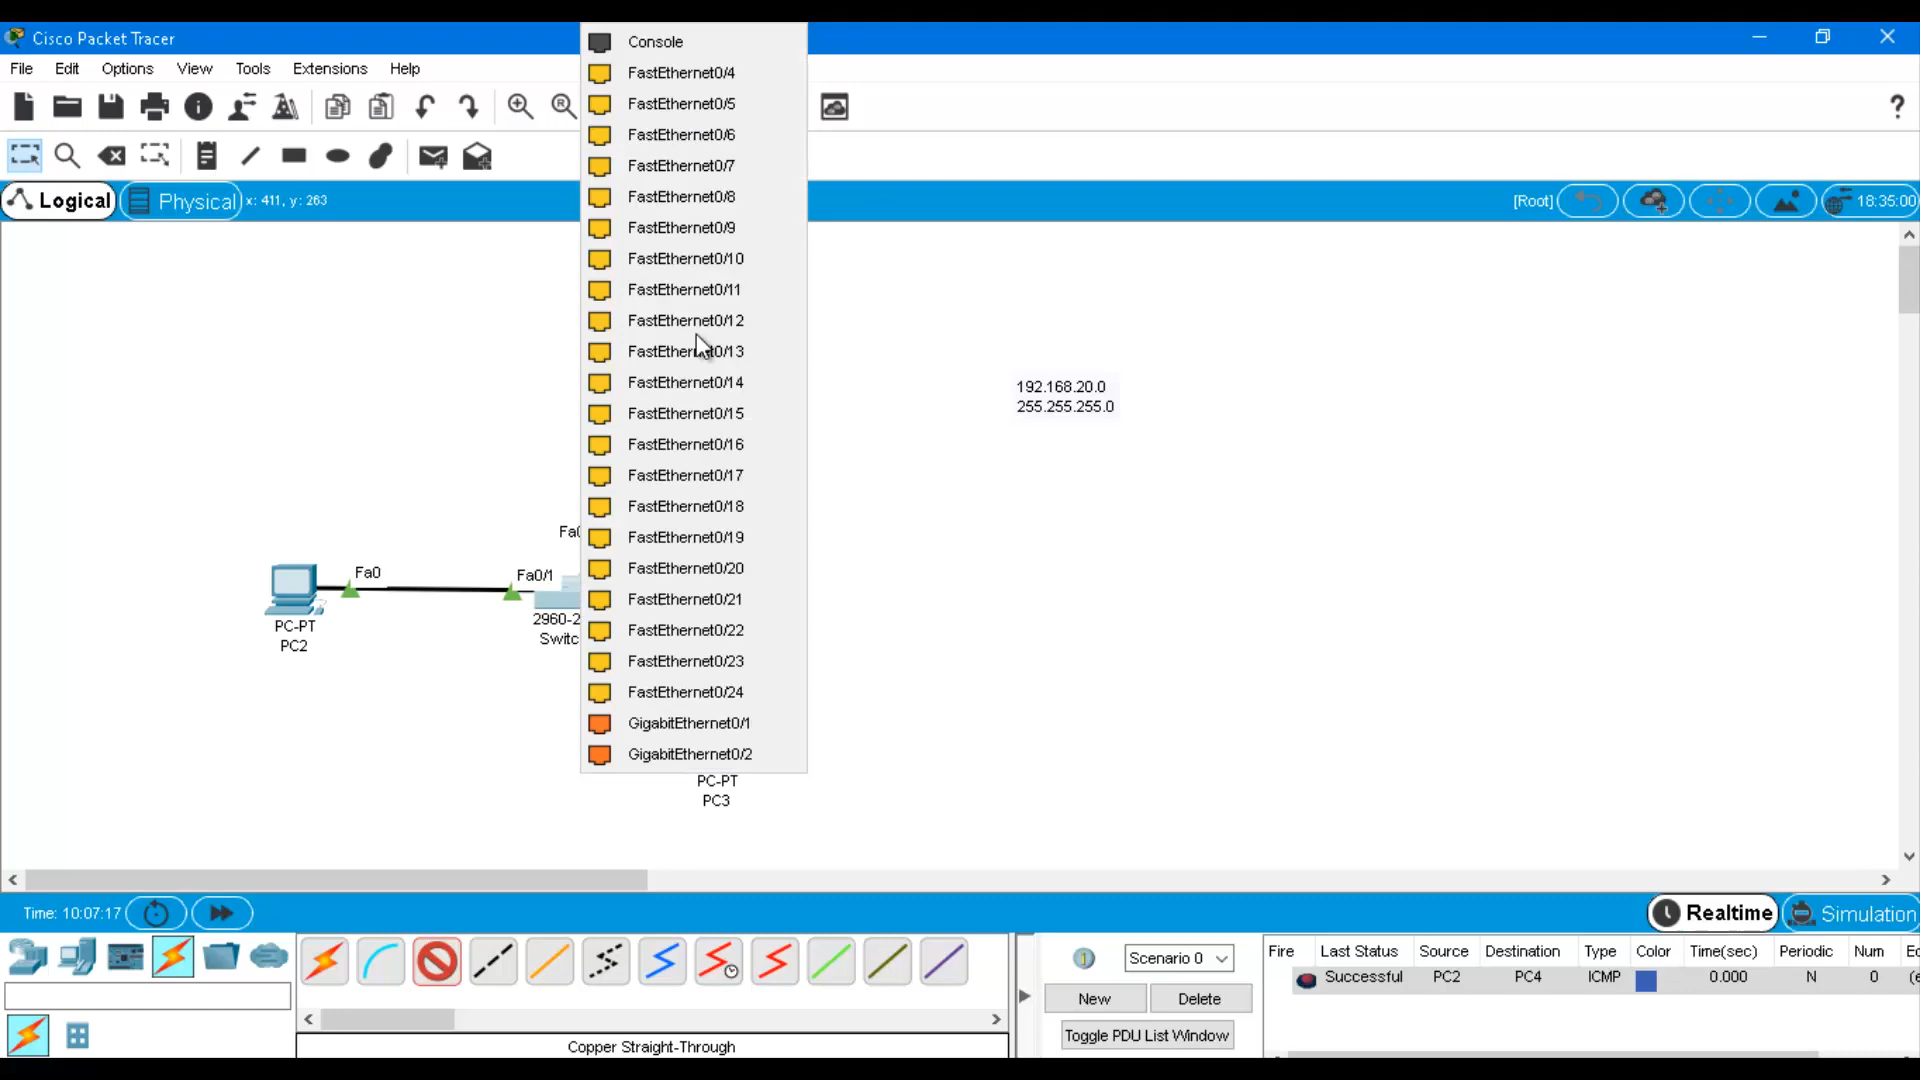 Cisco Packet Tracer
File Edit Options View Tools Extensions Help
Logical
Physical
x: 411, y: 263
[Root]
18:35:00
Console
FastEthernet0/4
FastEthernet0/5
FastEthernet0/6
FastEthernet0/7
FastEthernet0/8
FastEthernet0/9
FastEthernet0/10
FastEthernet0/11
FastEthernet0/12
FastEthernet0/13
FastEthernet0/14
FastEthernet0/15
FastEthernet0/16
FastEthernet0/17
FastEthernet0/18
FastEthernet0/19
FastEthernet0/20
FastEthernet0/21
FastEthernet0/22
FastEthernet0/23
FastEthernet0/24
GigabitEthernet0/1
GigabitEthernet0/2
192.168.20.0
255.255.255.0
Fa0
Fa0/1
PC-PT
PC2
2960-2
Switc
PC-PT
PC3
Time: 10:07:17
Realtime
Simulation
Scenario 0
New
Delete
Toggle PDU List Window
Fire Last Status Source Destination Type Color Time(sec) Periodic Num
Successful PC2 PC4 ICMP 0.000 N 0 (e
Copper Straight-Through